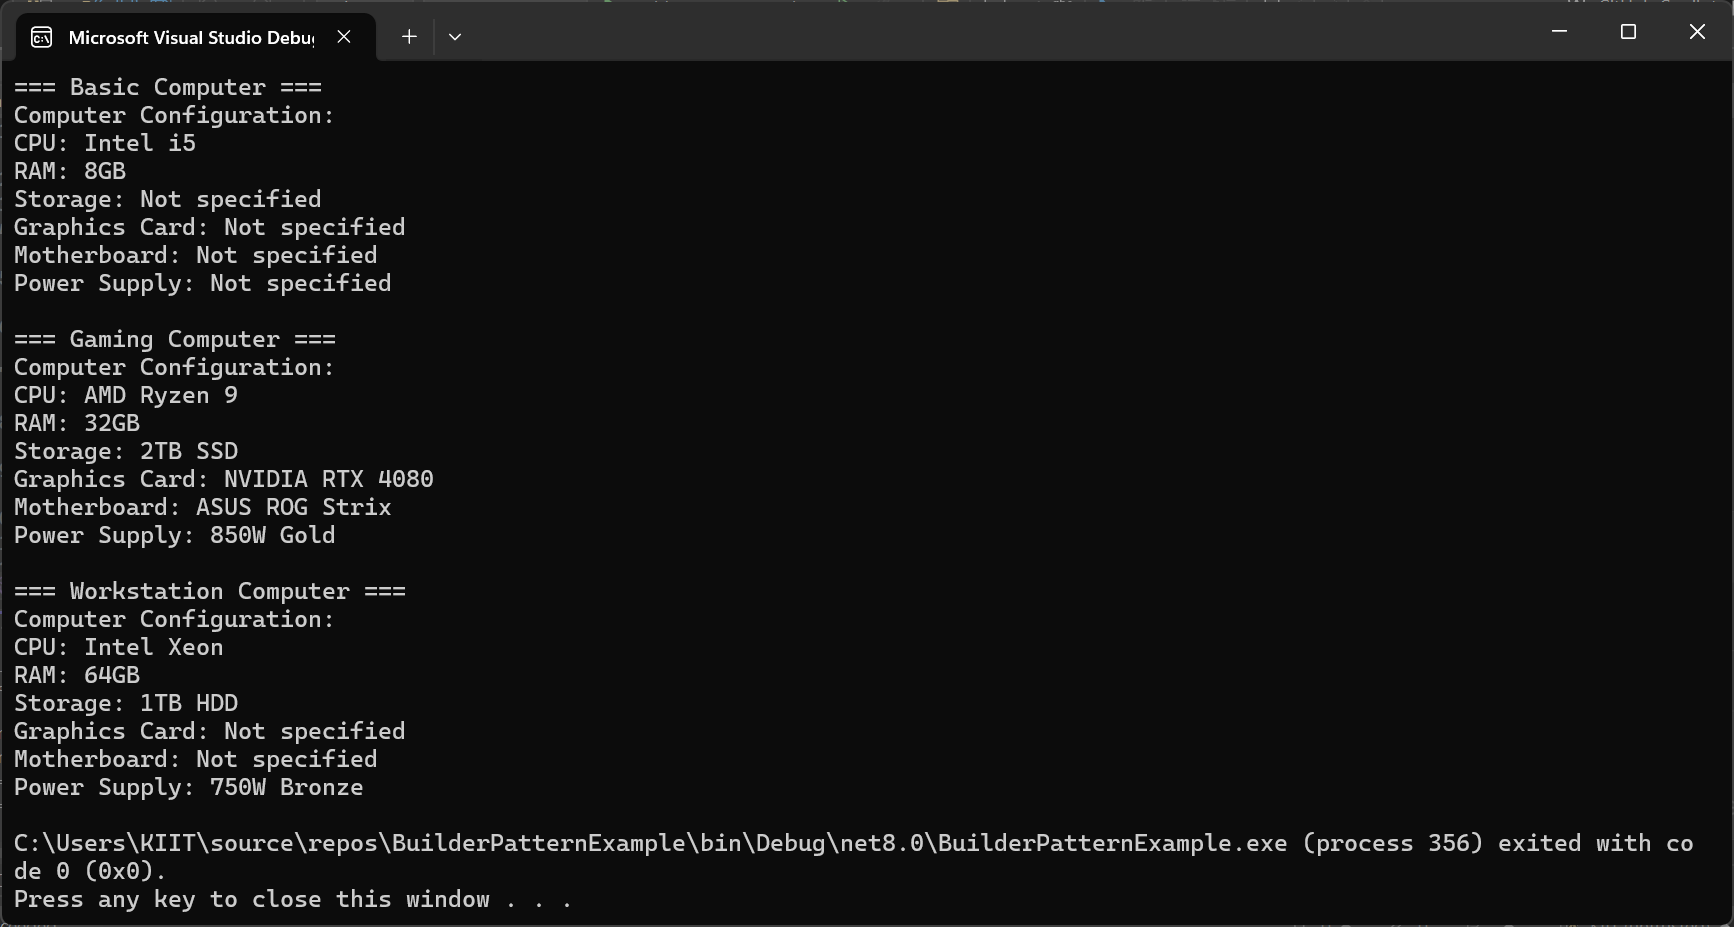 Microsoft Visual Studio Debug
=== Basic Computer ===
Computer Configuration:
CPU: Intel i5
RAM: 8GB
Storage: Not specified
Graphics Card: Not specified
Motherboard: Not specified
Power Supply: Not specified

=== Gaming Computer ===
Computer Configuration:
CPU: AMD Ryzen 9
RAM: 32GB
Storage: 2TB SSD
Graphics Card: NVIDIA RTX 4080
Motherboard: ASUS ROG Strix
Power Supply: 850W Gold

=== Workstation Computer ===
Computer Configuration:
CPU: Intel Xeon
RAM: 64GB
Storage: 1TB HDD
Graphics Card: Not specified
Motherboard: Not specified
Power Supply: 750W Bronze

C:\Users\KIIT\source\repos\BuilderPatternExample\bin\Debug\net8.0\BuilderPatternExample.exe (process 356) exited with co
de 0 (0x0).
Press any key to close this window . . .